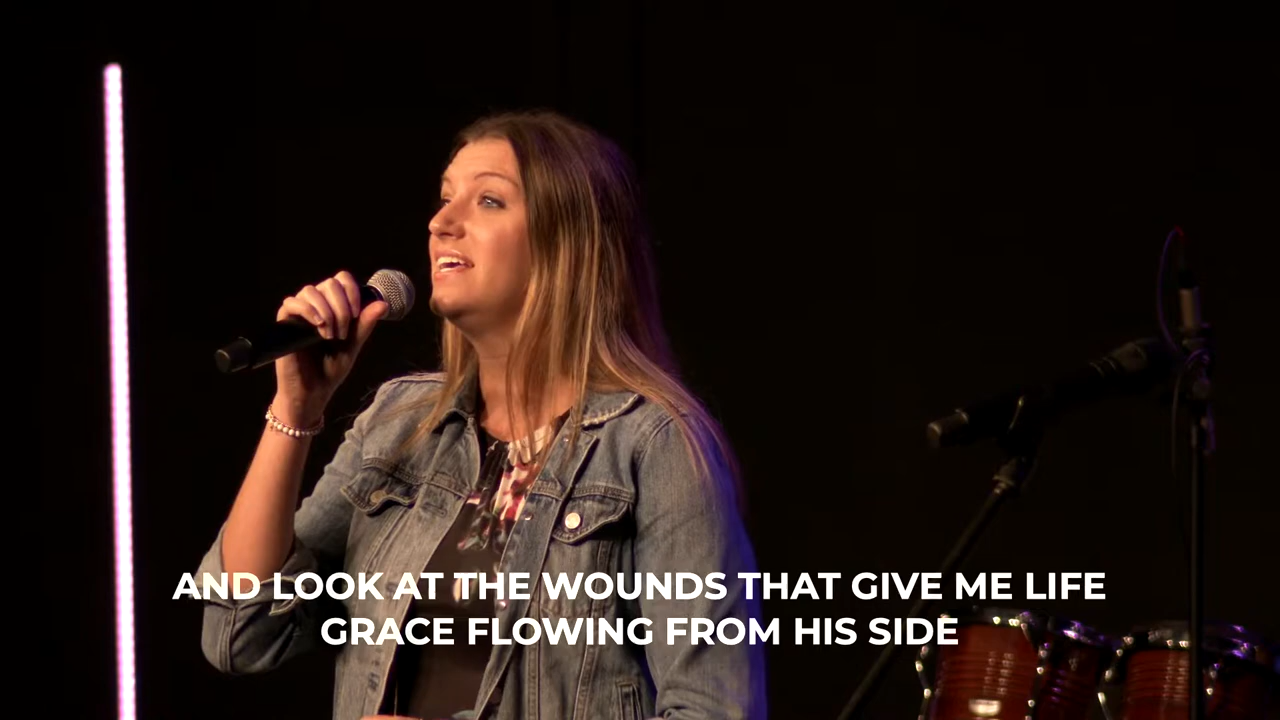 AND LOOK AT THE WOUNDS THAT GIVE ME LIFE
GRACE FLOWING FROM HIS SIDE